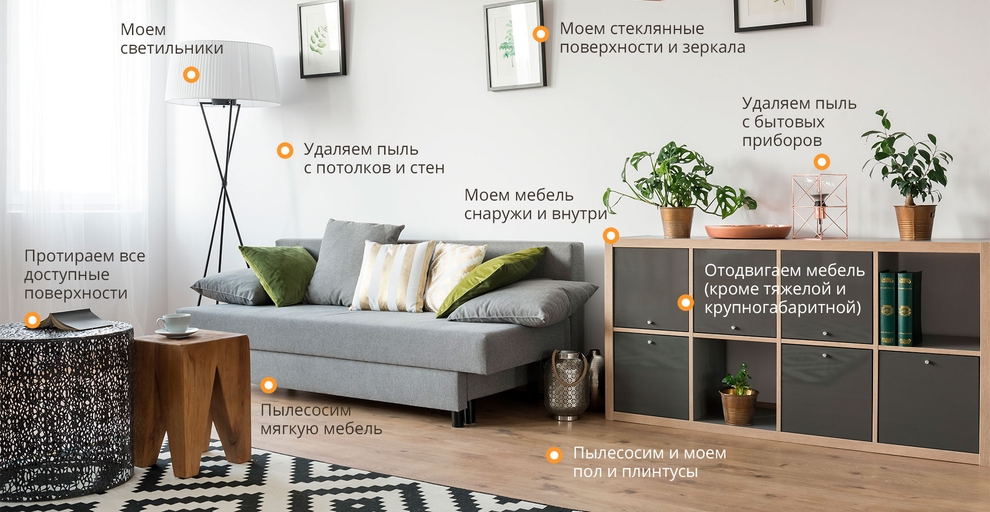 Моем
светильники
Моем стеклянные
поверхности и зеркала
Удаляем пыль
с бытовых
приборов
Удаляем пыль
с потолков и стен
Моем мебель
снаружи и внутри
Протираем все
доступные
поверхности
Отодвигаем мебель
(кроме тяжелой и
крупногабаритной)
Пылесосим
мягкую мебель
Пылесосим и моем
пол и плинтусы